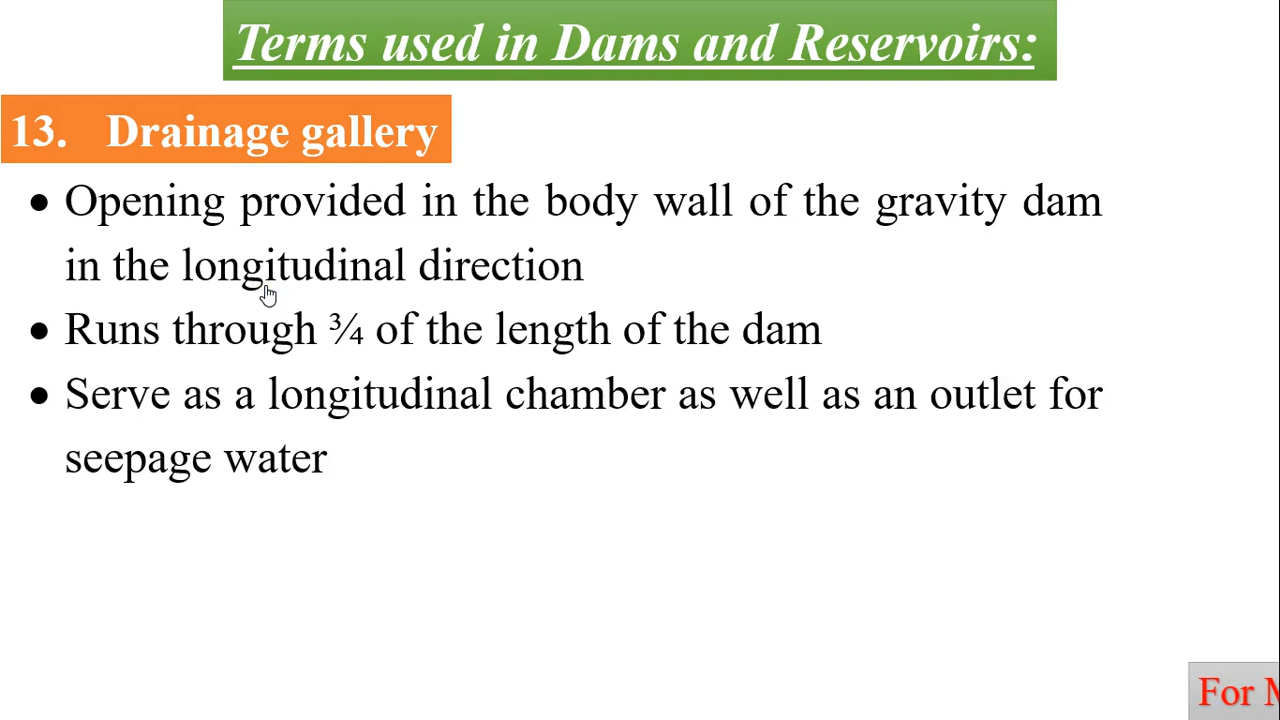 Terms used in Dams and Reservoirs:
13. Drainage gallery
• Opening provided in the body wall of the gravity dam
in the longitudinal direction
• Runs through ¾ of the length of the dam
• Serve as a longitudinal chamber as well as an outlet for
seepage water
For